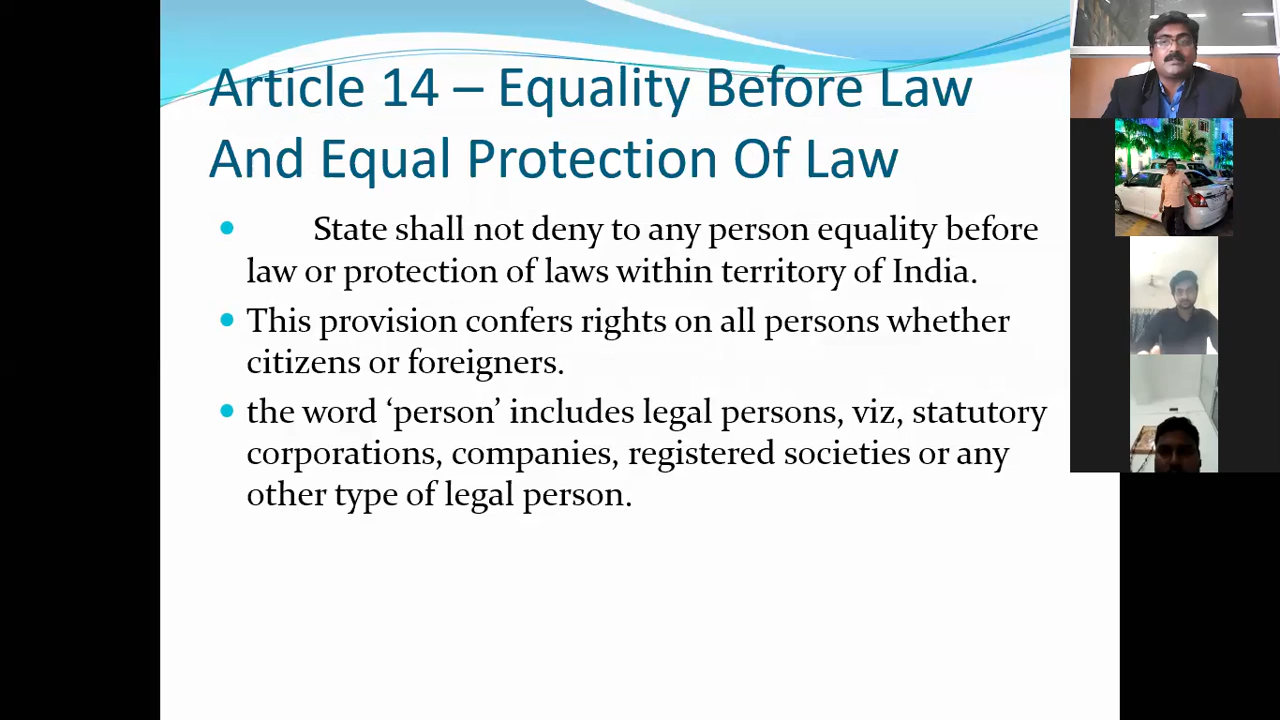 Article 14 – Equality Before Law
And Equal Protection Of Law
State shall not deny to any person equality before
law or protection of laws within territory of India.
This provision confers rights on all persons whether
citizens or foreigners.
the word ‘person’ includes legal persons, viz, statutory
corporations, companies, registered societies or any
other type of legal person.